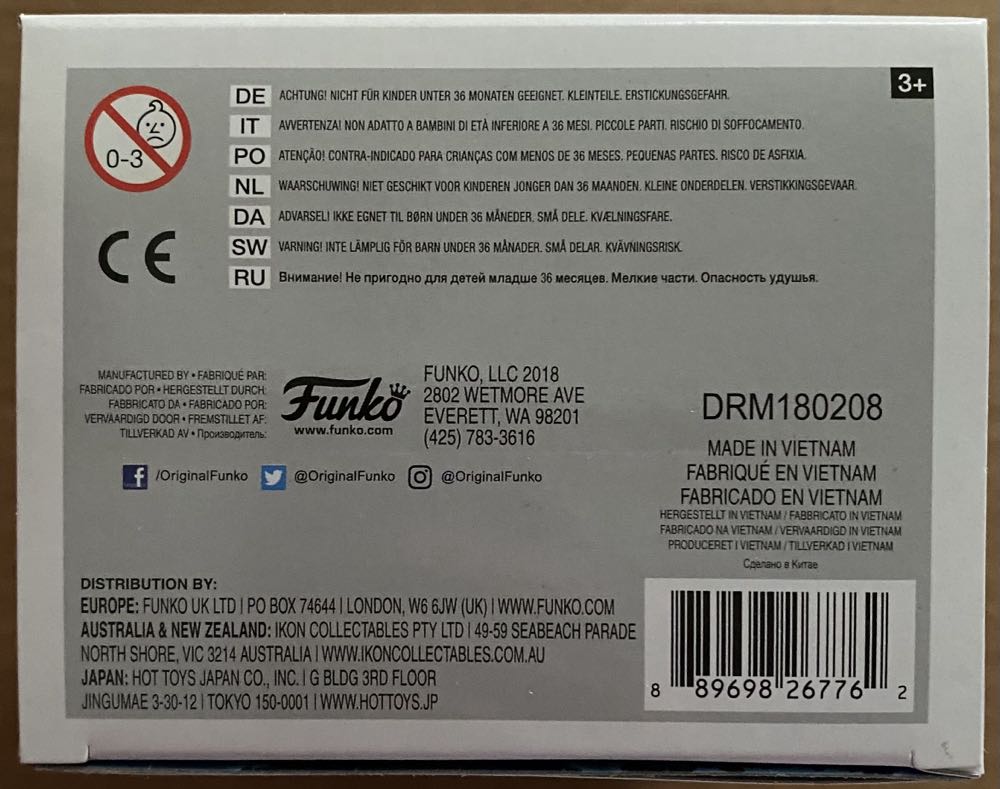 3+
0-3
DE ACHTUNG! NICHT FÜR KINDER UNTER 36 MONATEN GEEIGNET. KLEINTEILE. ERSTICKUNGSGEFAHR.
IT AVVERTENZA! NON ADATTO A BAMBINI DI ETÀ INFERIORE A 36 MESI. PICCOLE PARTI. RISCHIO DI SOFFOCAMENTO.
PO ATENÇÃO! CONTRA-INDICADO PARA CRIANÇAS COM MENOS DE 36 MESES. PEQUENAS PARTES. RISCO DE ASFIXIA.
NL WAARSCHUWING! NIET GESCHIKT VOOR KINDEREN JONGER DAN 36 MAANDEN. KLEINE ONDERDELEN. VERSTIKKINGSGEVAAR.
DA ADVARSEL! IKKE EGNET TIL BØRN UNDER 36 MÅNEDER. SMÅ DELE. KVÆLNINGSFARE.
SW VARNING! INTE LÄMPLIG FÖR BARN UNDER 36 MÅNADER. SMÅ DELAR. KVÄVNINGSRISK.
RU Внимание! Не пригодно для детей младше 36 месяцев. Мелкие части. Опасность удушья.
CE
MANUFACTURED BY • FABRIQUÉ PAR:
FABRICADO POR • HERGESTELLT DURCH:
FABBRICATO DA • FABRICADO POR:
VERVAARDIGD DOOR • FREMSTILLET AF:
TILLVERKAD AV • Производитель:
Funko
www.funko.com
FUNKO, LLC 2018
2802 WETMORE AVE
EVERETT, WA 98201
(425) 783-3616
/OriginalFunko @OriginalFunko @OriginalFunko
DRM180208
MADE IN VIETNAM
FABRIQUÉ EN VIETNAM
FABRICADO EN VIETNAM
HERGESTELLT IN VIETNAM / FABBRICATO IN VIETNAM
FABRICADO NA VIETNAM / VERVAARDIGD IN VIETNAM
PRODUCERET I VIETNAM / TILLVERKAD I VIETNAM
Сделано в Китае
DISTRIBUTION BY:
EUROPE: FUNKO UK LTD | PO BOX 74644 | LONDON, W6 6JW (UK) | WWW.FUNKO.COM
AUSTRALIA & NEW ZEALAND: IKON COLLECTABLES PTY LTD | 49-59 SEABEACH PARADE
NORTH SHORE, VIC 3214 AUSTRALIA | WWW.IKONCOLLECTABLES.COM.AU
JAPAN: HOT TOYS JAPAN CO., INC. | G BLDG 3RD FLOOR
JINGUMAE 3-30-12 | TOKYO 150-0001 | WWW.HOTTOYS.JP
8 89698 26776 2